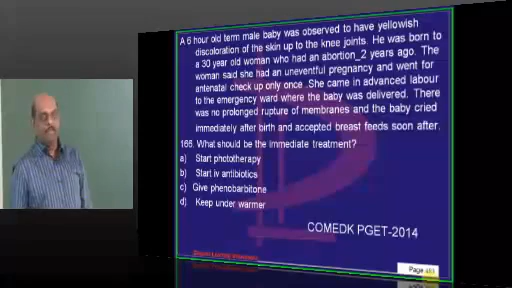 A 6 hour old term male baby was observed to have yellowish
discoloration of the skin up to the knee joints. He was born to
a 30 year old woman who had an abortion_2 years ago. The
woman said she had an uneventful pregnancy and went for
antenatal check up only once .She came in advanced labour
to the emergency ward where the baby was delivered. There
was no prolonged rupture of membranes and the baby cried
immediately after birth and accepted breast feeds soon after.
166. What should be the immediate treatment?
a) Start phototherapy
b) Start iv antibiotics
c) Give phenobarbitone
d) Keep under warmer
COMEDK PGET-2014
Page